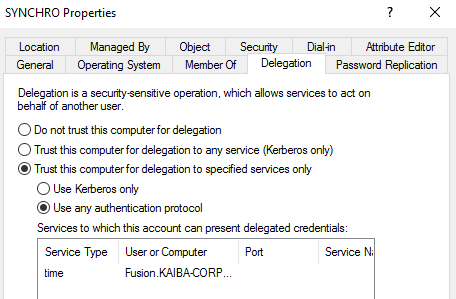 SYNCHRO Properties
?
Location Managed By Object Security Dial-in Attribute Editor
General Operating System Member Of Delegation Password Replication
Delegation is a security-sensitive operation, which allows services to act on
behalf of another user.
Do not trust this computer for delegation
Trust this computer for delegation to any service (Kerberos only)
Trust this computer for delegation to specified services only
Use Kerberos only
Use any authentication protocol
Services to which this account can present delegated credentials:
Service Type User or Computer Port Service Na
time Fusion.KAIBA-CORP...